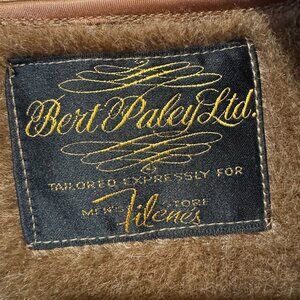 Bert Paley Ltd.
TAILORED EXPRESSLY FOR
MEN'S STORE
Filene's